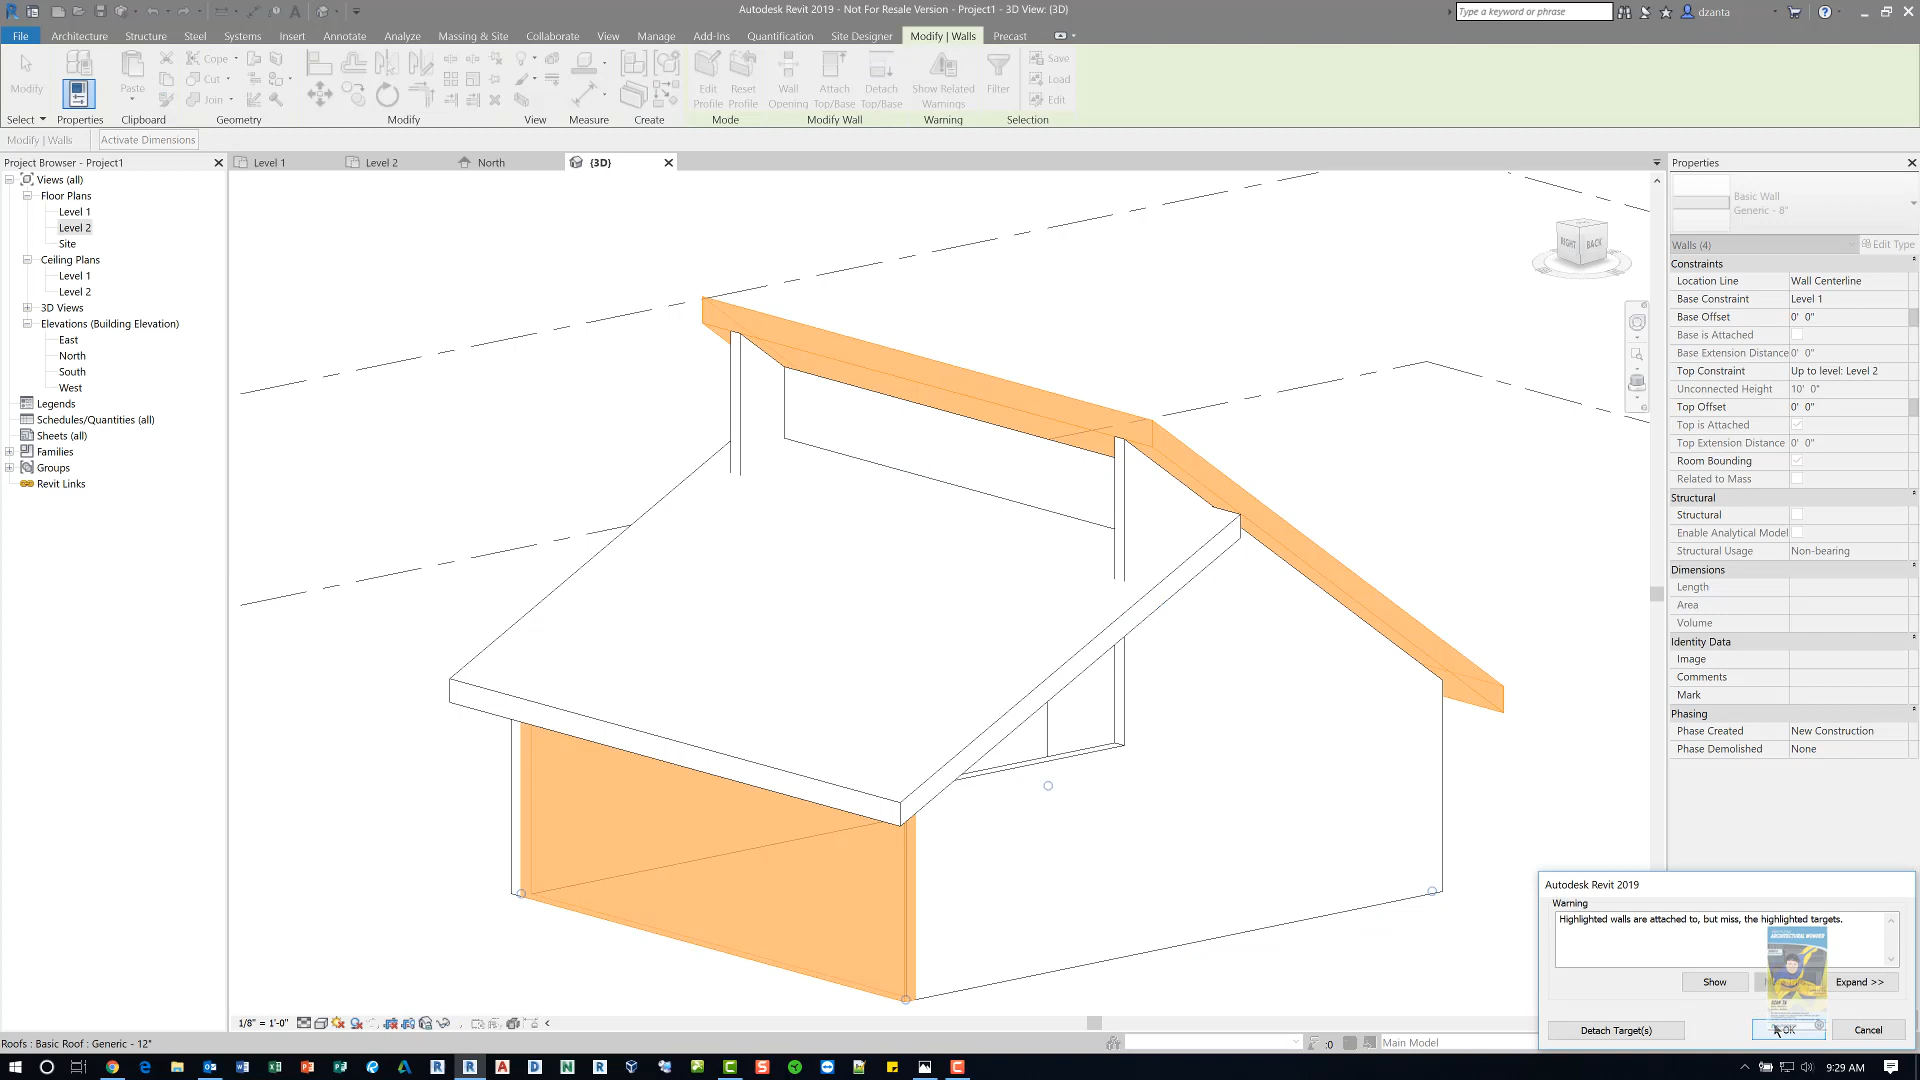 Autodesk Revit 2019 - Not For Resale Version - Project1 - 3D View: {3D}
Type a keyword or phrase
dzanta
File Architecture Structure Steel Systems Insert Annotate Analyze Massing & Site Collaborate View Manage Add-Ins Quantification Site Designer Modify | Walls Precast
Modify
Paste
Cope
Cut
Join
Edit Profile
Reset Profile
Wall Opening
Attach Top/Base
Detach Top/Base
Show Related Warnings
Filter
Save
Load
Edit
Select Properties Clipboard Geometry Modify View Measure Create Mode Modify Wall Warning Selection
Modify | Walls Activate Dimensions
Project Browser - Project1
Views (all)
Floor Plans
Level 1
Level 2
Site
Ceiling Plans
Level 1
Level 2
3D Views
Elevations (Building Elevation)
East
North
South
West
Legends
Schedules/Quantities (all)
Sheets (all)
Families
Groups
Revit Links
Level 1 Level 2 North {3D}
RIGHT BACK
Properties
Basic Wall
Generic - 8"
Walls (4) Edit Type
Constraints
Location Line Wall Centerline
Base Constraint Level 1
Base Offset 0' 0"
Base is Attached
Base Extension Distance 0' 0"
Top Constraint Up to level: Level 2
Unconnected Height 10' 0"
Top Offset 0' 0"
Top is Attached
Top Extension Distance 0' 0"
Room Bounding
Related to Mass
Structural
Structural
Enable Analytical Model
Structural Usage Non-bearing
Dimensions
Length
Area
Volume
Identity Data
Image
Comments
Mark
Phasing
Phase Created New Construction
Phase Demolished None
Autodesk Revit 2019
Warning
Highlighted walls are attached to, but miss, the highlighted targets.
ARCHITECTURAL WONDER
Show Expand >>
Detach Target(s) OK Cancel
1/8" = 1'-0"
Roofs : Basic Roof : Generic - 12"
:0 Main Model
9:29 AM